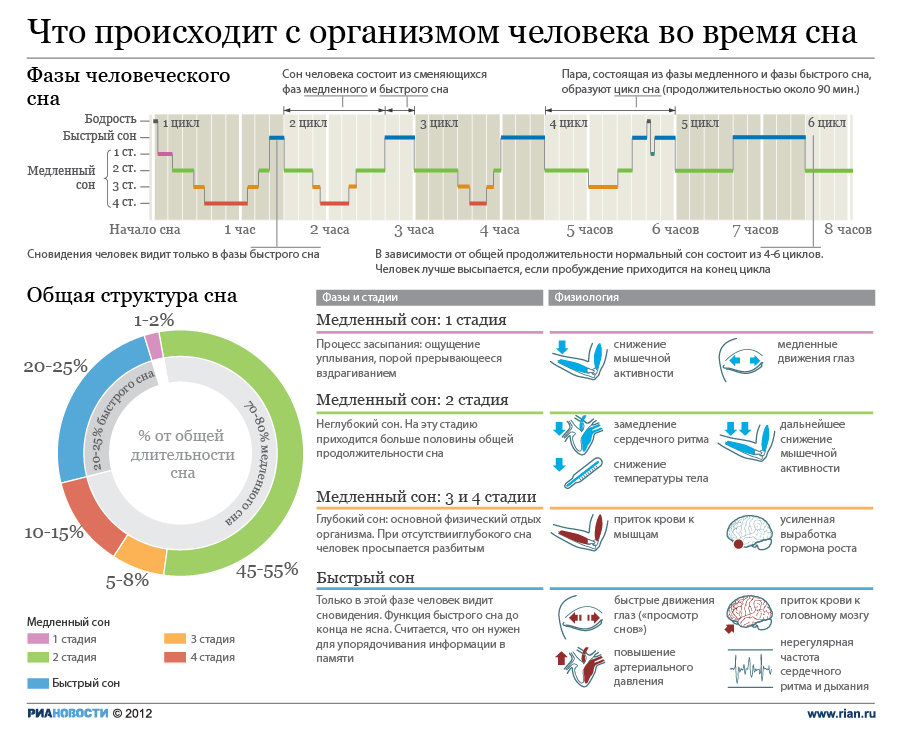 Что происходит с организмом человека во время сна
Фазы человеческого
сна
Сон человека состоит из сменяющихся
фаз медленного и быстрого сна
Пара, состоящая из фазы медленного и фазы быстрого сна,
образуют цикл сна (продолжительностью около 90 мин.)
Бодрость
Быстрый сон
Медленный
сон
1 ст.
2 ст.
3 ст.
4 ст.
1 цикл
2 цикл
3 цикл
4 цикл
5 цикл
6 цикл
Начало сна
1 час
2 часа
3 часа
4 часа
5 часов
6 часов
7 часов
8 часов
Сновидения человек видит только в фазы быстрого сна
В зависимости от общей продолжительности нормальный сон состоит из 4-6 циклов.
Человек лучше высыпается, если пробуждение приходится на конец цикла
Общая структура сна
1-2%
20-25%
10-15%
5-8%
45-55%
20-25% быстрого сна
70-80% медленного сна
% от общей
длительности
сна
Медленный сон
1 стадия
2 стадия
3 стадия
4 стадия
Быстрый сон
Фазы и стадии
Физиология
Медленный сон: 1 стадия
Процесс засыпания: ощущение
уплывания, порой прерывающееся
вздрагиванием
снижение
мышечной
активности
медленные
движения глаз
Медленный сон: 2 стадия
Неглубокий сон. На эту стадию
приходится больше половины общей
продолжительности сна
замедление
сердечного ритма
снижение
температуры тела
дальнейшее
снижение
мышечной
активности
Медленный сон: 3 и 4 стадии
Глубокий сон: основной физический отдых
организма. При отсутствииглубокого сна
человек просыпается разбитым
приток крови к
мышцам
усиленная
выработка
гормона роста
Быстрый сон
Только в этой фазе человек видит
сновидения. Функция быстрого сна до
конца не ясна. Считается, что он нужен
для упорядочивания информации в
памяти
быстрые движения
глаз («просмотр
снов»)
повышение
артериального
давления
приток крови к
головному мозгу
нерегулярная
частота
сердечного
ритма и дыхания
РИАНОВОСТИ © 2012
www.rian.ru